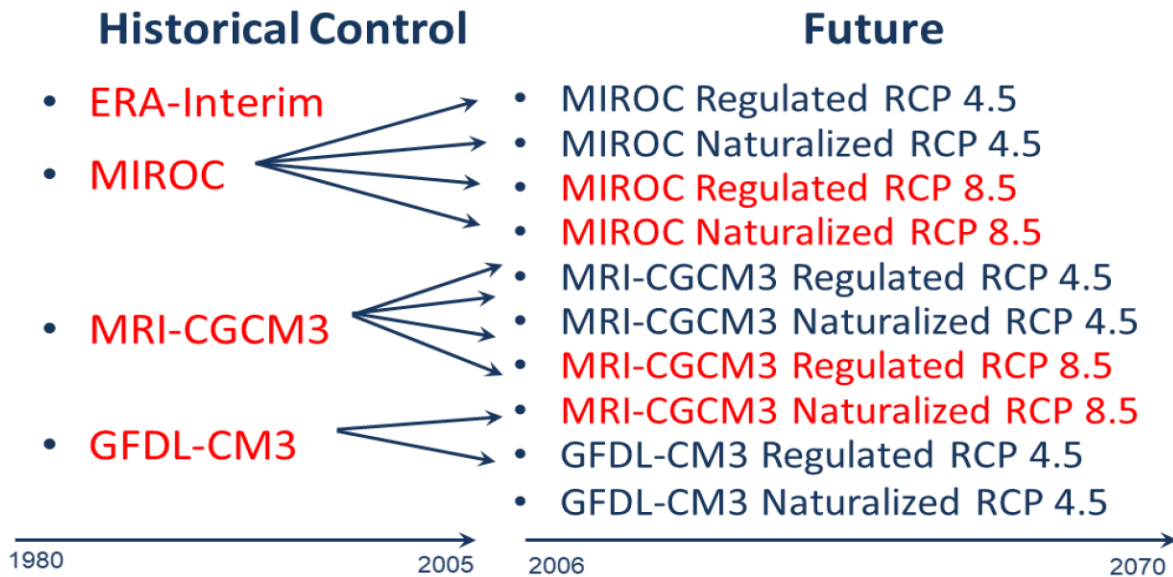 Historical Control
Future
• ERA-Interim
• MIROC
• MRI-CGCM3
• GFDL-CM3
• MIROC Regulated RCP 4.5
• MIROC Naturalized RCP 4.5
• MIROC Regulated RCP 8.5
• MIROC Naturalized RCP 8.5
• MRI-CGCM3 Regulated RCP 4.5
• MRI-CGCM3 Naturalized RCP 4.5
• MRI-CGCM3 Regulated RCP 8.5
• MRI-CGCM3 Naturalized RCP 8.5
• GFDL-CM3 Regulated RCP 4.5
• GFDL-CM3 Naturalized RCP 4.5
1980
2005
2006
2070